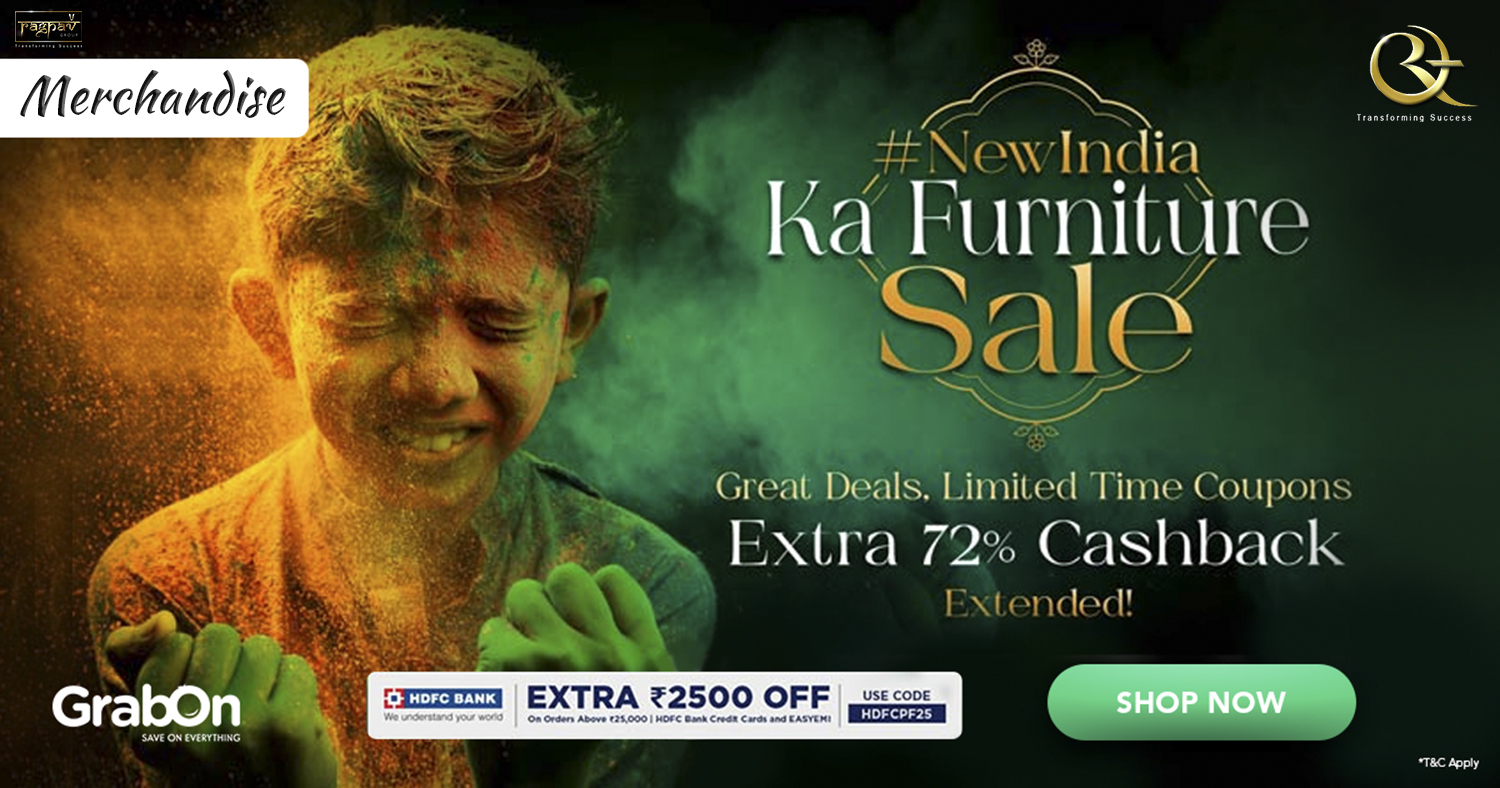 ragpav
GROUP
Transforming Success
Merchandise
Transforming Success
#NewIndia
Ka Furniture
Sale
Great Deals, Limited Time Coupons
Extra 72% Cashback
Extended!
GrabOn
SAVE ON EVERYTHING
HDFC BANK
We understand your world
EXTRA ₹2500 OFF
On Orders Above ₹25,000 | HDFC Bank Credit Cards and EASYEMI
USE CODE
HDFCPF25
SHOP NOW
*T&C Apply